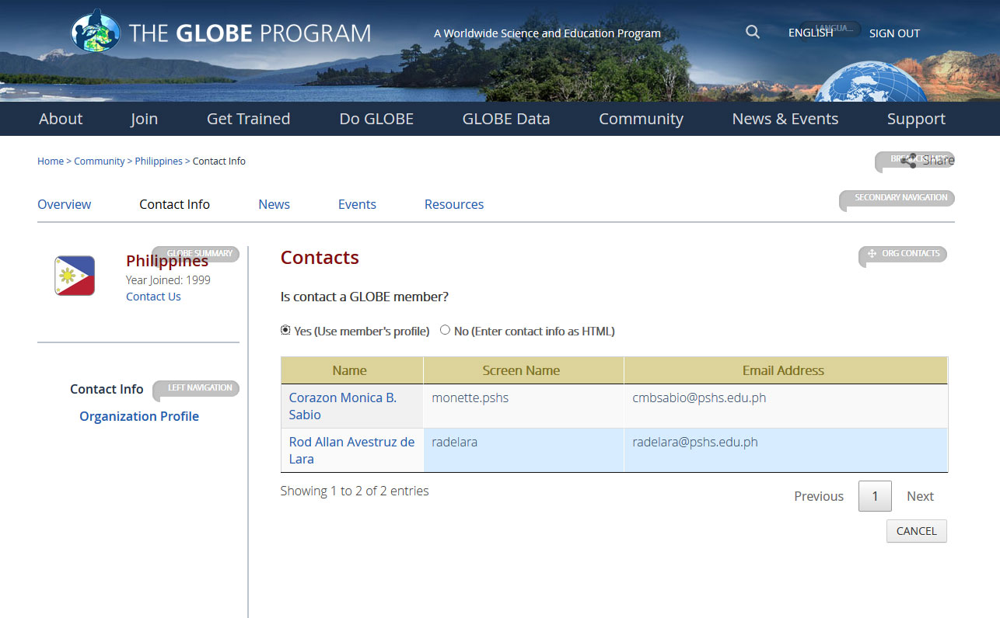 THE GLOBE PROGRAM
A Worldwide Science and Education Program
ENGLISH
SIGN OUT
About Join Get Trained Do GLOBE GLOBE Data Community News & Events Support
Home > Community > Philippines > Contact Info
Share
Overview Contact Info News Events Resources
SECONDARY NAVIGATION
GLOBE SUMMARY
Philippines
Year Joined: 1999
Contact Us
Contact Info
LEFT NAVIGATION
Organization Profile
Contacts
ORG CONTACTS
Is contact a GLOBE member?
Yes (Use member's profile) No (Enter contact info as HTML)
Name Screen Name Email Address
Corazon Monica B. monette.pshs cmbsabio@pshs.edu.ph
Sabio
Rod Allan Avestruz de radelara radelara@pshs.edu.ph
Lara
Showing 1 to 2 of 2 entries
Previous 1 Next
CANCEL